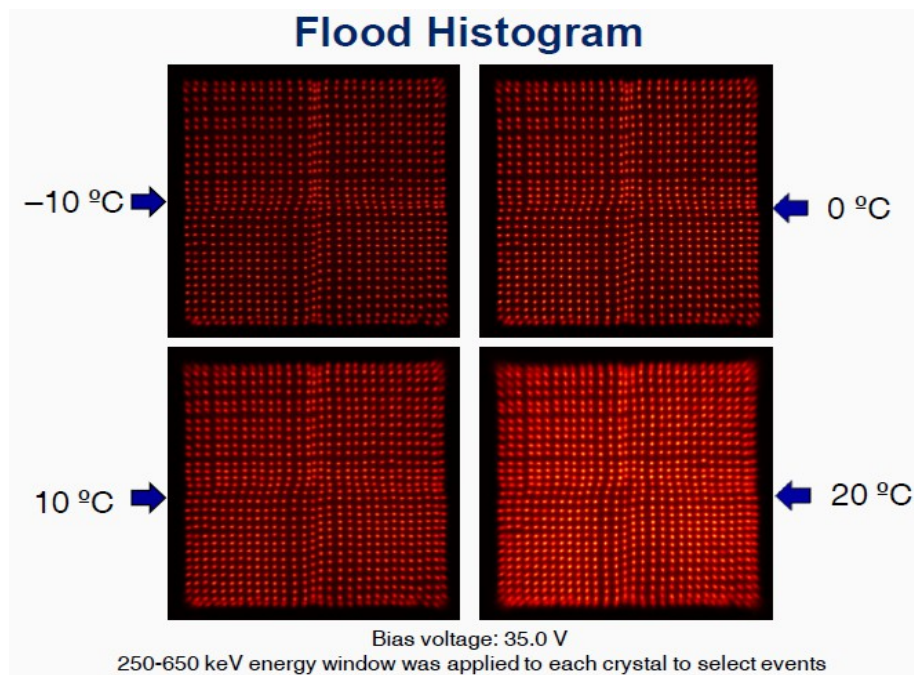 Flood Histogram
–10 ºC
0 ºC
10 ºC
20 ºC
Bias voltage: 35.0 V
250-650 keV energy window was applied to each crystal to select events